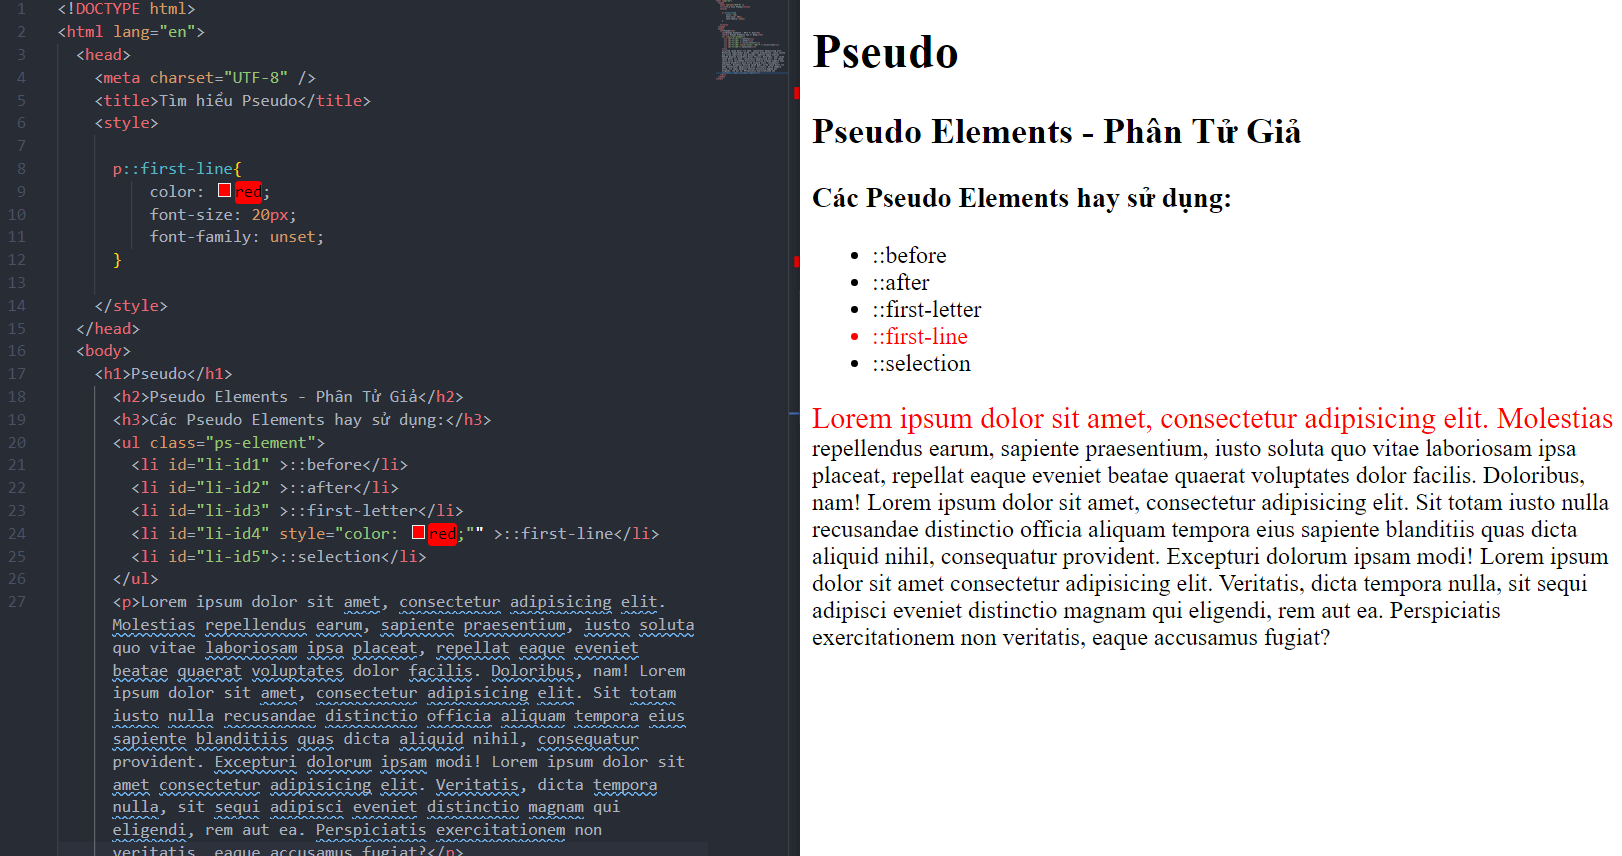 1 <!DOCTYPE html>
2 <html lang="en">
3 <head>
4 <meta charset="UTF-8" />
5 <title>Tìm hiểu Pseudo</title>
6 <style>
7
8 p::first-line{
9 color: red;
10 font-size: 20px;
11 font-family: unset;
12 }
13
14 </style>
15 </head>
16 <body>
17 <h1>Pseudo</h1>
18 <h2>Pseudo Elements - Phân Tử Giả</h2>
19 <h3>Các Pseudo Elements hay sử dụng:</h3>
20 <ul class="ps-element">
21 <li id="li-id1" >::before</li>
22 <li id="li-id2" >::after</li>
23 <li id="li-id3" >::first-letter</li>
24 <li id="li-id4" style="color: red;"" >::first-line</li>
25 <li id="li-id5">::selection</li>
26 </ul>
27 <p>Lorem ipsum dolor sit amet, consectetur adipisicing elit.
Molestias repellendus earum, sapiente praesentium, iusto soluta
quo vitae laboriosam ipsa placeat, repellat eaque eveniet
beatae quaerat voluptates dolor facilis. Doloribus, nam! Lorem
ipsum dolor sit amet, consectetur adipisicing elit. Sit totam
iusto nulla recusandae distinctio officia aliquam tempora eius
sapiente blanditiis quas dicta aliquid nihil, consequatur
provident. Excepturi dolorum ipsam modi! Lorem ipsum dolor sit
amet consectetur adipisicing elit. Veritatis, dicta tempora
nulla, sit sequi adipisci eveniet distinctio magnam qui
eligendi, rem aut ea. Perspiciatis exercitationem non
veritatis, eaque accusamus fugiat?</p>
Pseudo
Pseudo Elements - Phân Tử Giả
Các Pseudo Elements hay sử dụng:
• ::before
• ::after
• ::first-letter
• ::first-line
• ::selection
Lorem ipsum dolor sit amet, consectetur adipisicing elit. Molestias
repellendus earum, sapiente praesentium, iusto soluta quo vitae laboriosam ipsa
placeat, repellat eaque eveniet beatae quaerat voluptates dolor facilis. Doloribus,
nam! Lorem ipsum dolor sit amet, consectetur adipisicing elit. Sit totam iusto nulla
recusandae distinctio officia aliquam tempora eius sapiente blanditiis quas dicta
aliquid nihil, consequatur provident. Excepturi dolorum ipsam modi! Lorem ipsum
dolor sit amet consectetur adipisicing elit. Veritatis, dicta tempora nulla, sit sequi
adipisci eveniet distinctio magnam qui eligendi, rem aut ea. Perspiciatis
exercitationem non veritatis, eaque accusamus fugiat?